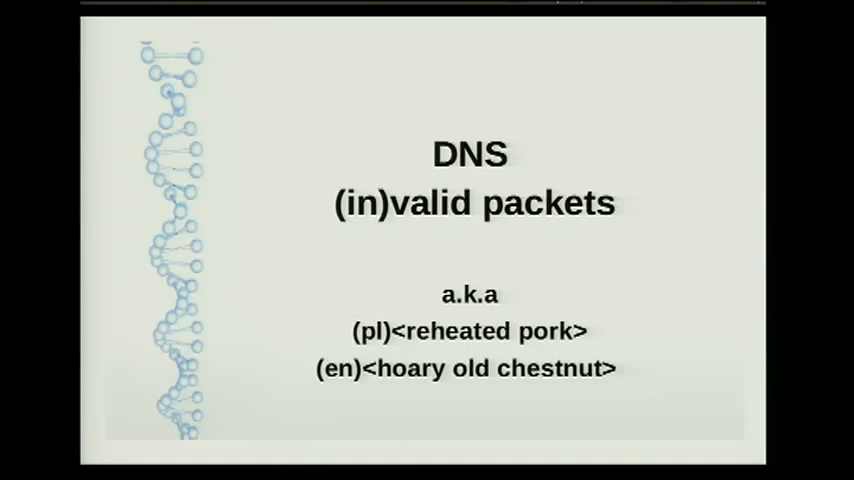 DNS
(in)valid packets
a.k.a
(pl)<reheated pork>
(en)<hoary old chestnut>